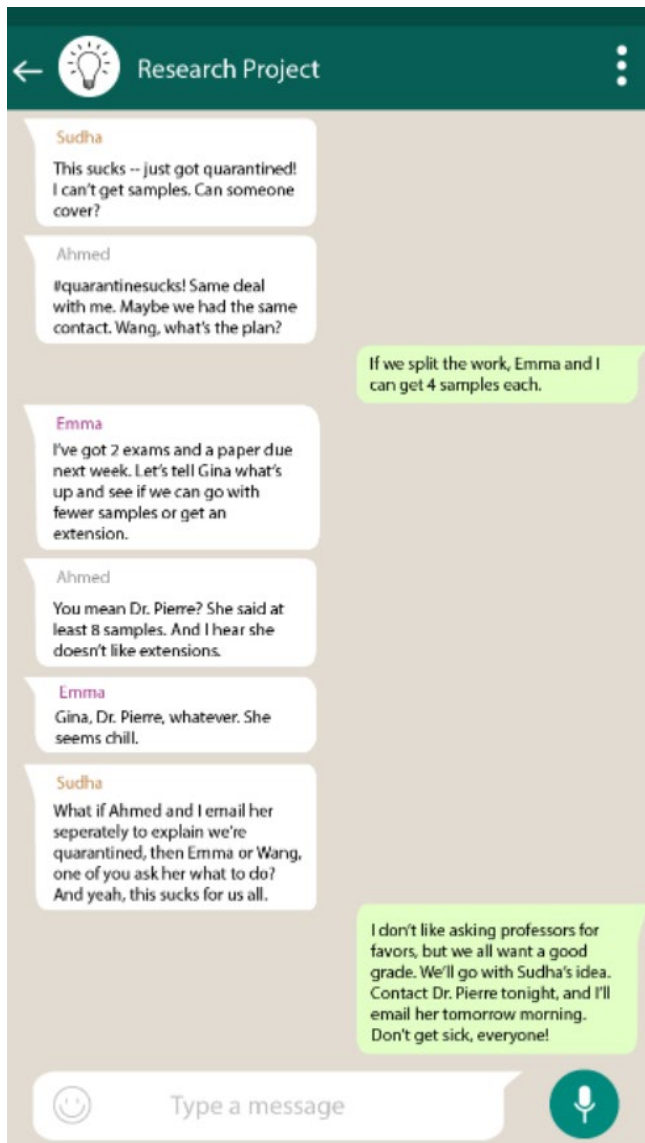 Research Project
Sudha
This sucks -- just got quarantined!
I can't get samples. Can someone
cover?
Ahmed
#quarantinesucks! Same deal
with me. Maybe we had the same
contact. Wang, what's the plan?
If we split the work, Emma and I
can get 4 samples each.
Emma
I've got 2 exams and a paper due
next week. Let's tell Gina what's
up and see if we can go with
fewer samples or get an
extension.
Ahmed
You mean Dr. Pierre? She said at
least 8 samples. And I hear she
doesn't like extensions.
Emma
Gina, Dr. Pierre, whatever. She
seems chill.
Sudha
What if Ahmed and I email her
seperately to explain we're
quarantined, then Emma or Wang,
one of you ask her what to do?
And yeah, this sucks for us all.
I don't like asking professors for
favors, but we all want a good
grade. We'll go with Sudha's idea.
Contact Dr. Pierre tonight, and I'll
email her tomorrow morning.
Don't get sick, everyone!
Type a message